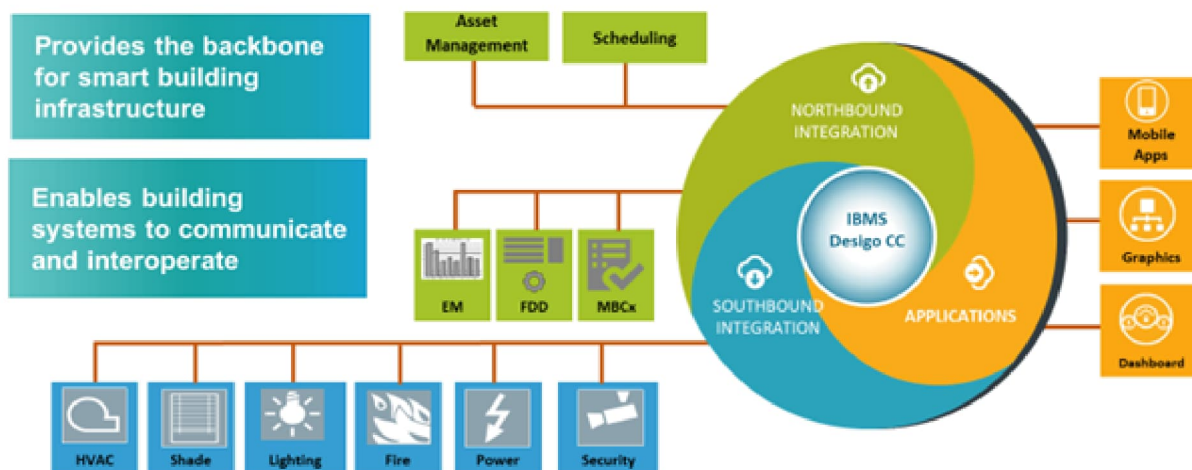 Provides the backbone
for smart building
infrastructure
Enables building
systems to communicate
and interoperate
Asset
Management
Scheduling
NORTHBOUND
INTEGRATION
IBMS
Desigo CC
SOUTHBOUND
INTEGRATION
APPLICATIONS
Mobile
Apps
Graphics
Dashboard
EM
FDD
MBCx
HVAC
Shade
Lighting
Fire
Power
Security